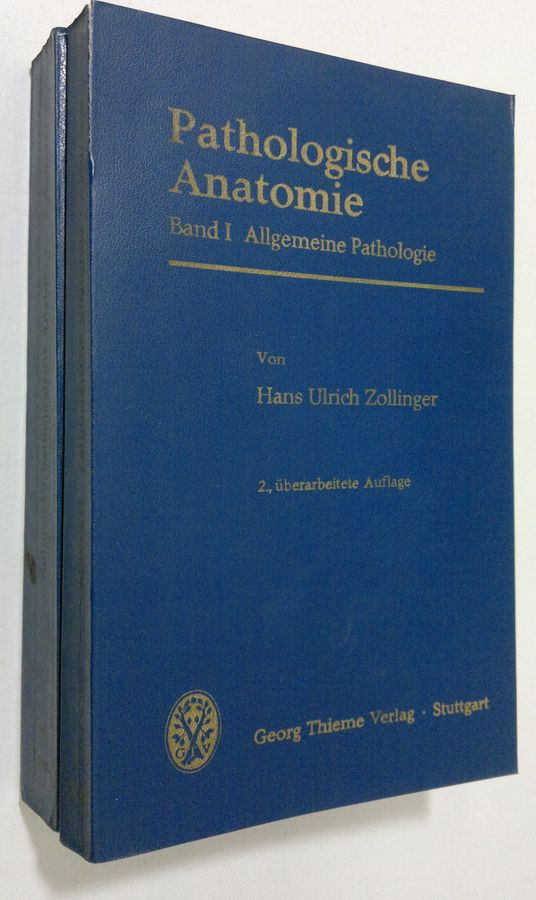 Pathologische
Anatomie
Band I Allgemeine Pathologie
Von
Hans Ulrich Zollinger
2., überarbeitete Auflage
Georg Thieme Verlag · Stuttgart